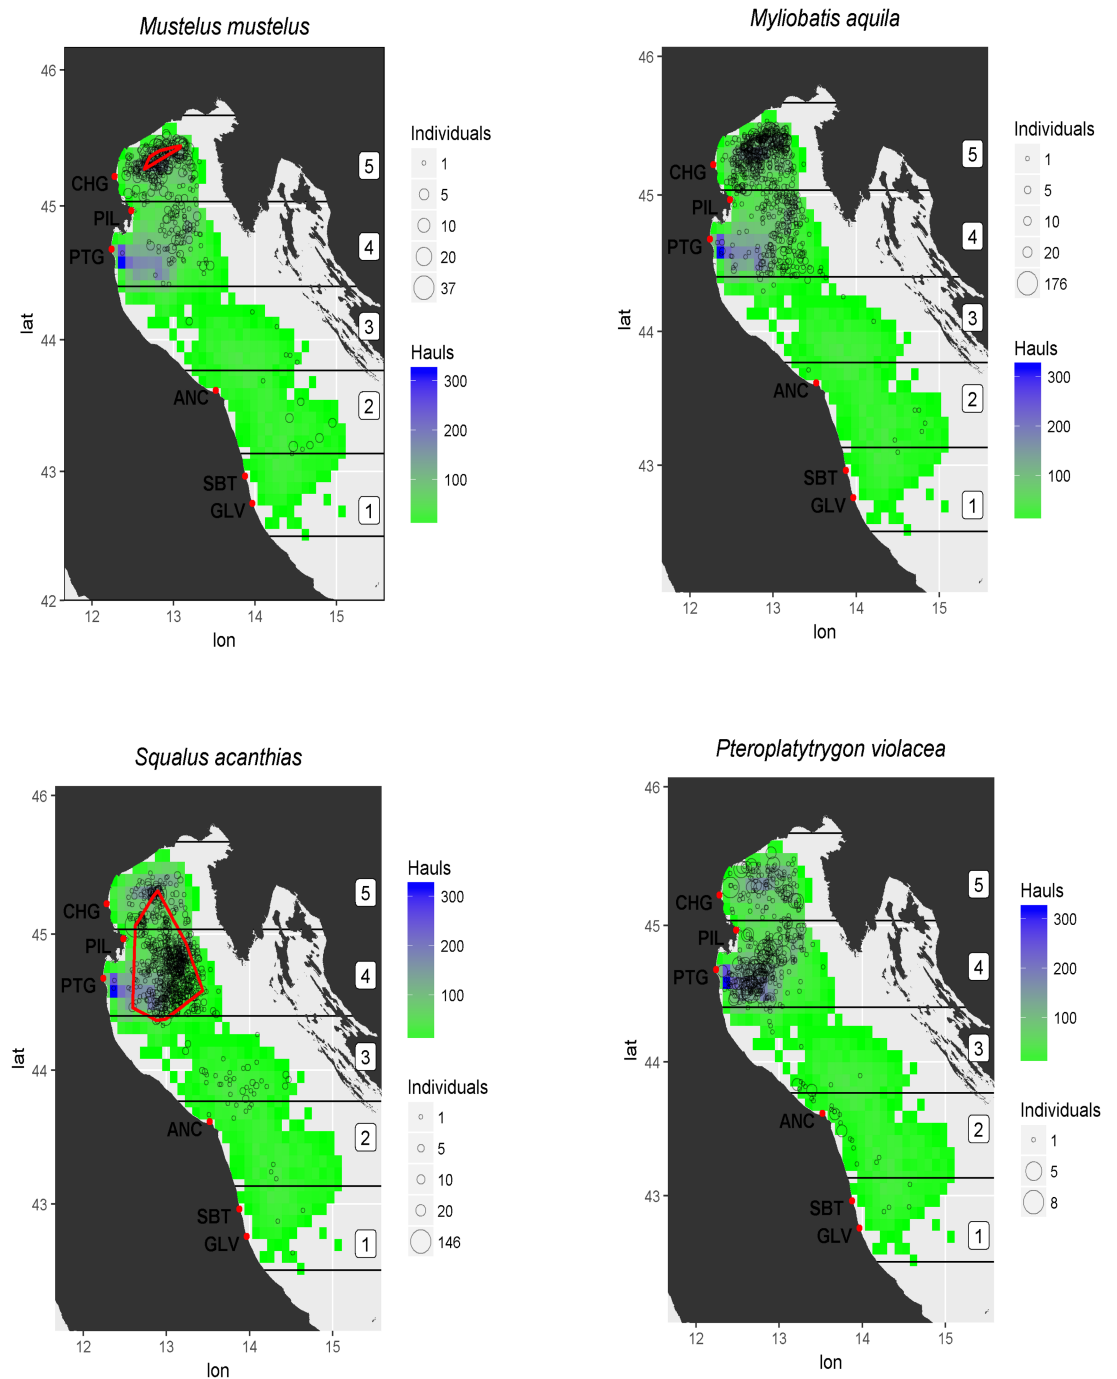 Mustelus mustelus
46
45
44
43
42
lat
12
13
14
15
lon
CHG
PIL
PTG
ANC
SBT
GLV
5
4
3
2
1
Individuals
1
5
10
20
37
Hauls
300
200
100
Myliobatis aquila
46
45
44
43
lat
12
13
14
15
lon
CHG
PIL
PTG
ANC
SBT
GLV
5
4
3
2
1
Individuals
1
5
10
20
176
Hauls
300
200
100
Squalus acanthias
46
45
44
43
lat
12
13
14
15
lon
CHG
PIL
PTG
ANC
SBT
GLV
5
4
3
2
1
Hauls
300
200
100
Individuals
1
5
10
20
146
Pteroplatytrygon violacea
46
45
44
43
lat
12
13
14
15
lon
CHG
PIL
PTG
ANC
SBT
GLV
5
4
3
2
1
Hauls
300
200
100
Individuals
1
5
8